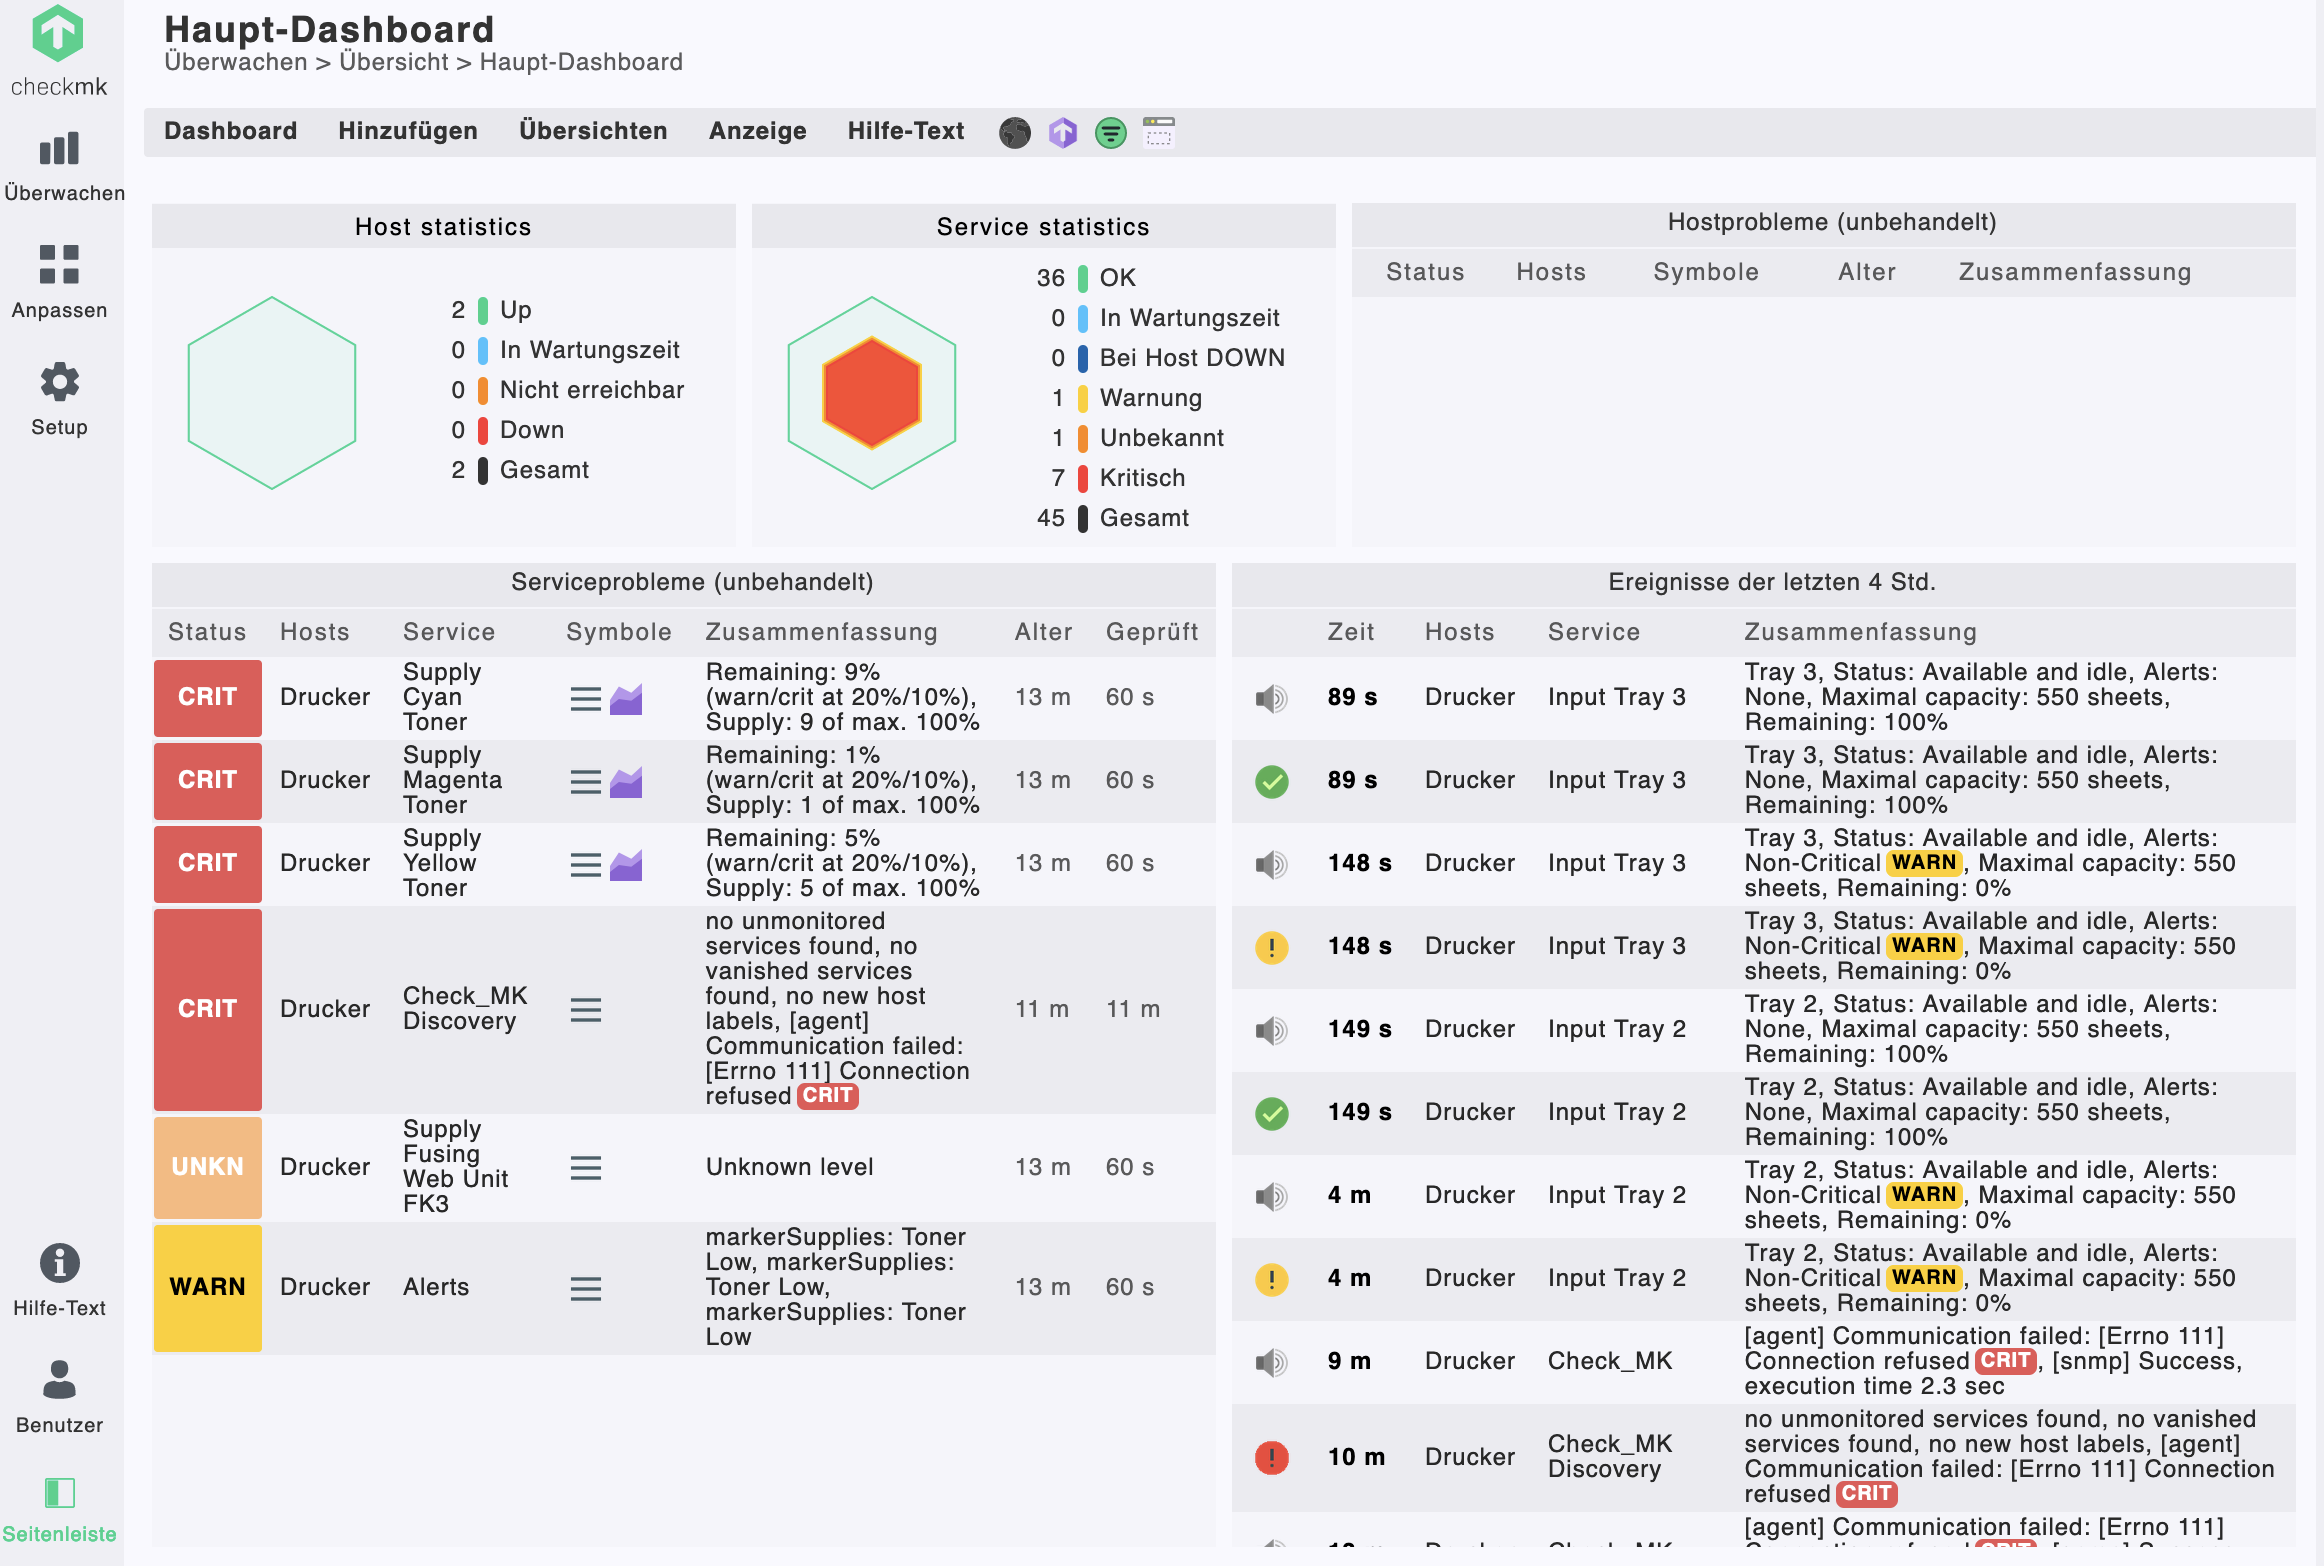 checkmk
Überwachen
Anpassen
Setup
Hilfe-Text
Benutzer
Seitenleiste
Haupt-Dashboard
Überwachen > Übersicht > Haupt-Dashboard
Dashboard Hinzufügen Übersichten Anzeige Hilfe-Text
Host statistics
2 Up
0 In Wartungszeit
0 Nicht erreichbar
0 Down
2 Gesamt
Service statistics
36 OK
0 In Wartungszeit
0 Bei Host DOWN
1 Warnung
1 Unbekannt
7 Kritisch
45 Gesamt
Hostprobleme (unbehandelt)
Status Hosts Symbole Alter Zusammenfassung
Serviceprobleme (unbehandelt)
Status Hosts Service Symbole Zusammenfassung Alter Geprüft
CRIT Drucker
Supply
Cyan
Toner
Remaining: 9%
(warn/crit at 20%/10%),
Supply: 9 of max. 100%
13 m 60 s
CRIT Drucker
Supply
Magenta
Toner
Remaining: 1%
(warn/crit at 20%/10%),
Supply: 1 of max. 100%
13 m 60 s
CRIT Drucker
Supply
Yellow
Toner
Remaining: 5%
(warn/crit at 20%/10%),
Supply: 5 of max. 100%
13 m 60 s
CRIT Drucker
Check_MK
Discovery
no unmonitored
services found, no
vanished services
found, no new host
labels, [agent]
Communication failed:
[Errno 111] Connection
refused CRIT
11 m 11 m
UNKN Drucker
Supply
Fusing
Web Unit
FK3
Unknown level
13 m 60 s
WARN Drucker
Alerts
markerSupplies: Toner
Low, markerSupplies:
Toner Low,
markerSupplies: Toner
Low
13 m 60 s
Ereignisse der letzten 4 Std.
Zeit Hosts Service Zusammenfassung
89 s Drucker Input Tray 3
Tray 3, Status: Available and idle, Alerts:
None, Maximal capacity: 550 sheets,
Remaining: 100%
89 s Drucker Input Tray 3
Tray 3, Status: Available and idle, Alerts:
None, Maximal capacity: 550 sheets,
Remaining: 100%
148 s Drucker Input Tray 3
Tray 3, Status: Available and idle, Alerts:
Non-Critical WARN, Maximal capacity: 550
sheets, Remaining: 0%
148 s Drucker Input Tray 3
Tray 3, Status: Available and idle, Alerts:
Non-Critical WARN, Maximal capacity: 550
sheets, Remaining: 0%
149 s Drucker Input Tray 2
Tray 2, Status: Available and idle, Alerts:
None, Maximal capacity: 550 sheets,
Remaining: 100%
149 s Drucker Input Tray 2
Tray 2, Status: Available and idle, Alerts:
None, Maximal capacity: 550 sheets,
Remaining: 100%
4 m Drucker Input Tray 2
Tray 2, Status: Available and idle, Alerts:
Non-Critical WARN, Maximal capacity: 550
sheets, Remaining: 0%
4 m Drucker Input Tray 2
Tray 2, Status: Available and idle, Alerts:
Non-Critical WARN, Maximal capacity: 550
sheets, Remaining: 0%
9 m Drucker Check_MK
[agent] Communication failed: [Errno 111]
Connection refused CRIT, [snmp] Success,
execution time 2.3 sec
10 m Drucker
Check_MK
Discovery
no unmonitored services found, no vanished
services found, no new host labels, [agent]
Communication failed: [Errno 111] Connection
refused CRIT
[agent] Communication failed: [Errno 111]